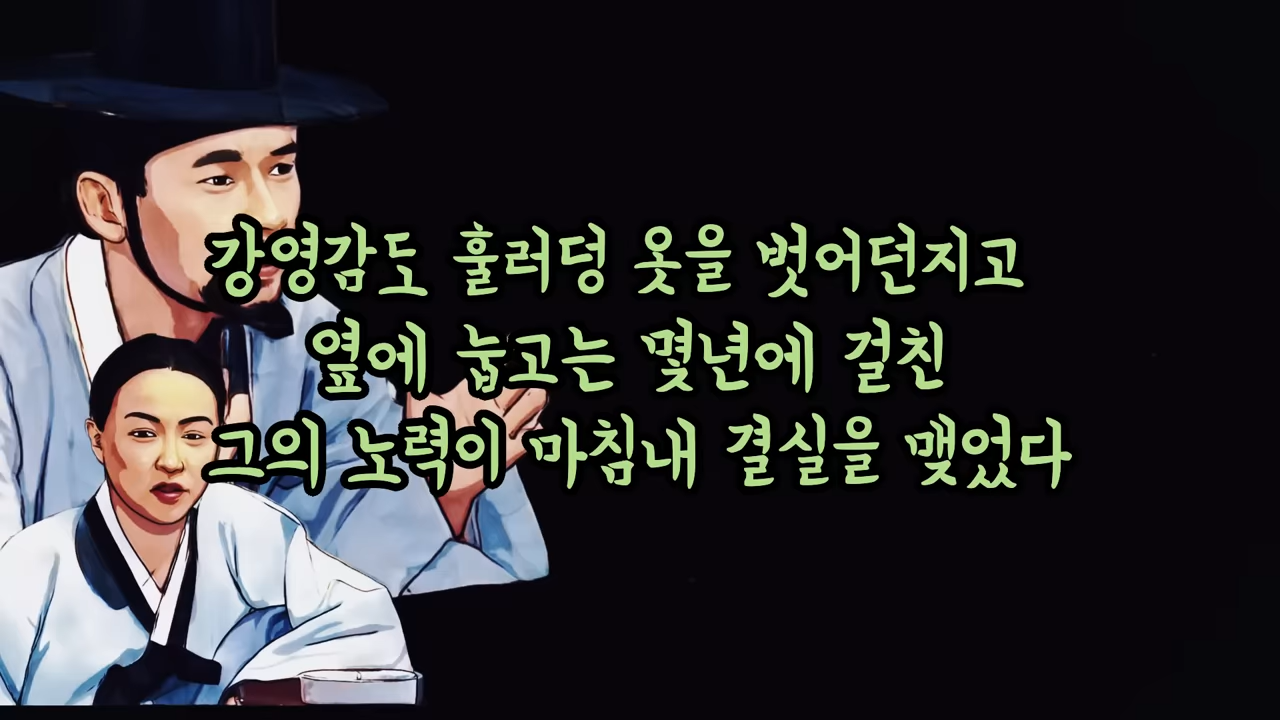 강영감도 훌러덩 옷을 벗어던지고
옆에 눕고는 몇년에 걸친
그의 노력이 마침내 결실을 맺었다